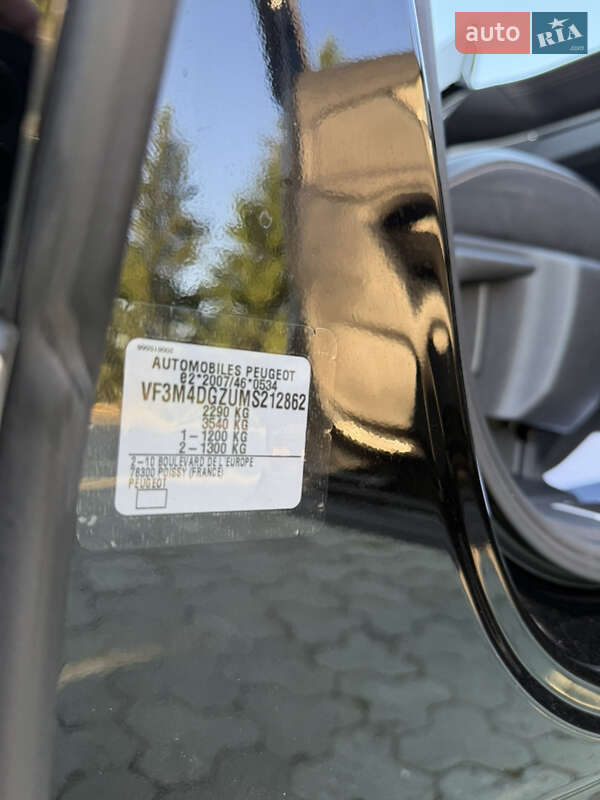 auto RIA .com
AUTOMOBILES PEUGEOT
e2*2007/46*0534
VF3M4DGZUMS212862
2290 KG
3540 KG
1-1200 KG
2-1300 KG
2-10 BOULEVARD DE L'EUROPE
78300 POISSY (FRANCE)
PEUGEOT